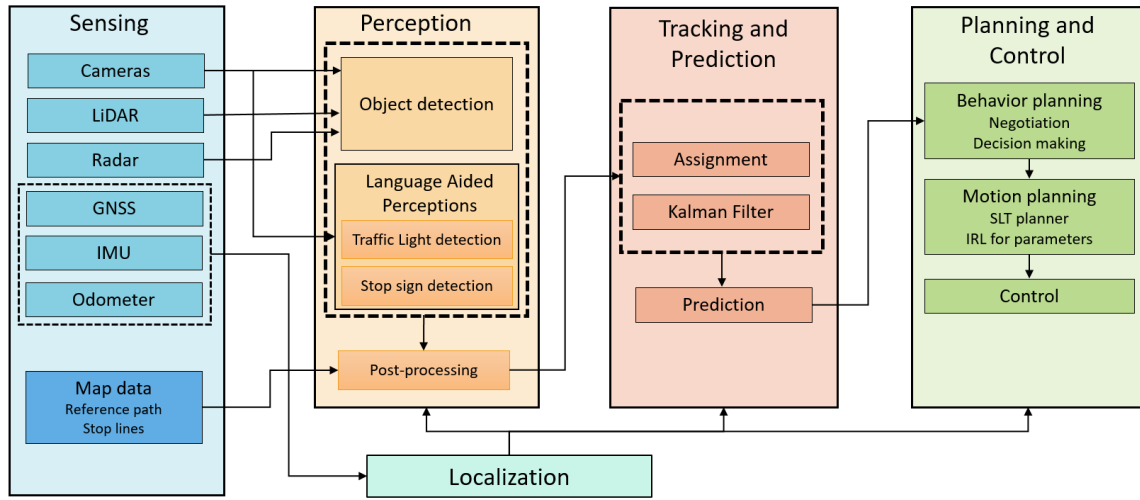 Sensing
Cameras
LiDAR
Radar
GNSS
IMU
Odometer
Map data
Reference path
Stop lines
Perception
Object detection
Language Aided
Perceptions
Traffic Light detection
Stop sign detection
Post-processing
Tracking and
Prediction
Assignment
Kalman Filter
Prediction
Planning and
Control
Behavior planning
Negotiation
Decision making
Motion planning
SLT planner
IRL for parameters
Control
Localization